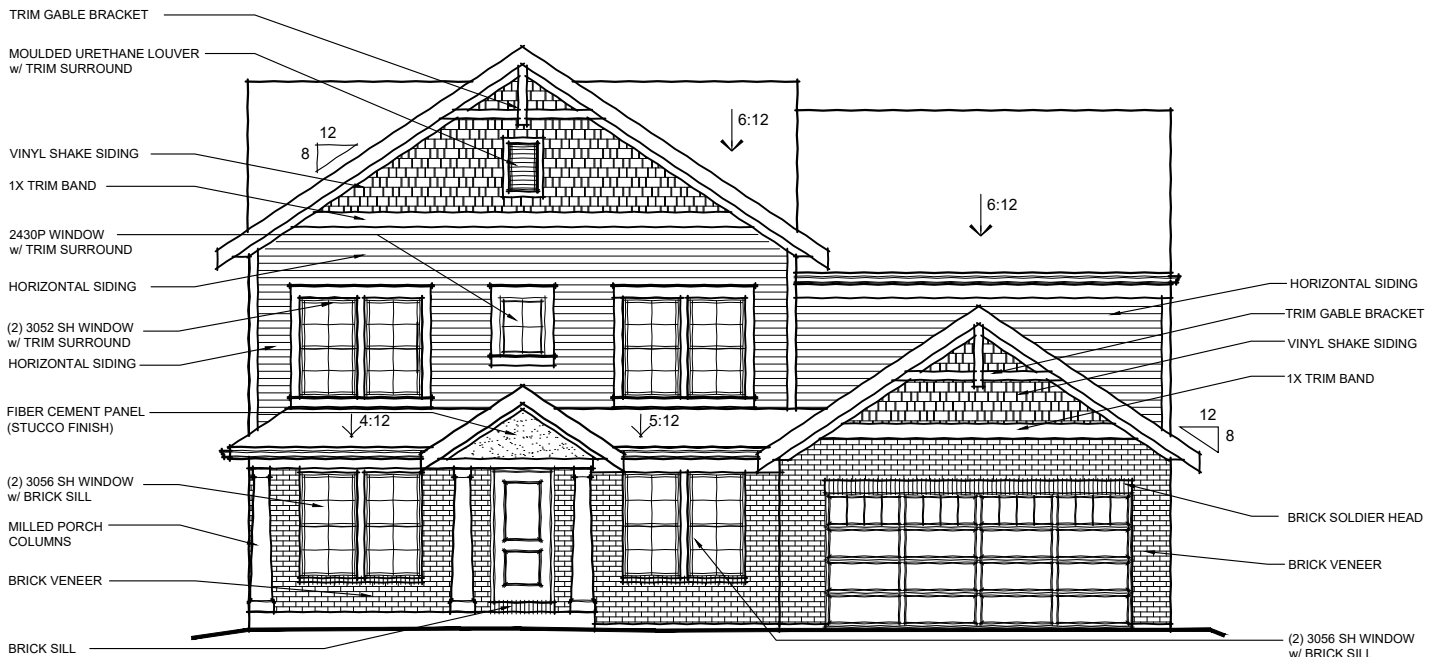 TRIM GABLE BRACKET
MOULDED URETHANE LOUVER
w/ TRIM SURROUND
12
8
6:12
VINYL SHAKE SIDING
1X TRIM BAND
6:12
2430P WINDOW
w/ TRIM SURROUND
HORIZONTAL SIDING
(2) 3052 SH WINDOW
w/ TRIM SURROUND
HORIZONTAL SIDING
FIBER CEMENT PANEL
(STUCCO FINISH)
4:12
5:12
(2) 3056 SH WINDOW
w/ BRICK SILL
MILLED PORCH
COLUMNS
BRICK VENEER
BRICK SILL
HORIZONTAL SIDING
TRIM GABLE BRACKET
VINYL SHAKE SIDING
1X TRIM BAND
12
8
BRICK SOLDIER HEAD
BRICK VENEER
(2) 3056 SH WINDOW
w/ BRICK SILL